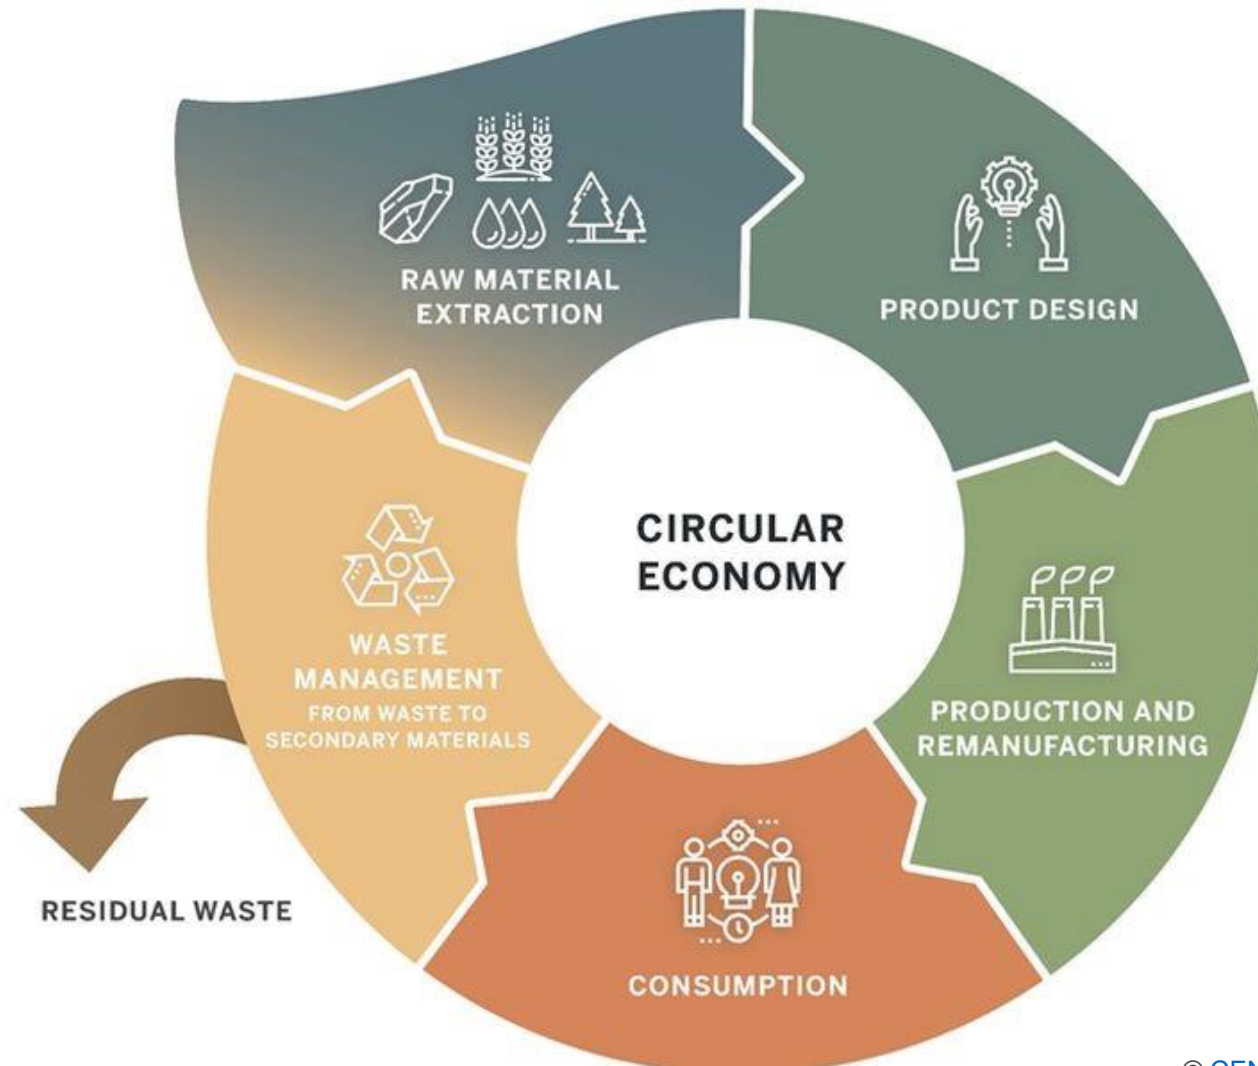 RAW MATERIAL
EXTRACTION
PRODUCT DESIGN
CIRCULAR
ECONOMY
PRODUCTION AND
REMANUFACTURING
CONSUMPTION
WASTE
MANAGEMENT
FROM WASTE TO
SECONDARY MATERIALS
RESIDUAL WASTE